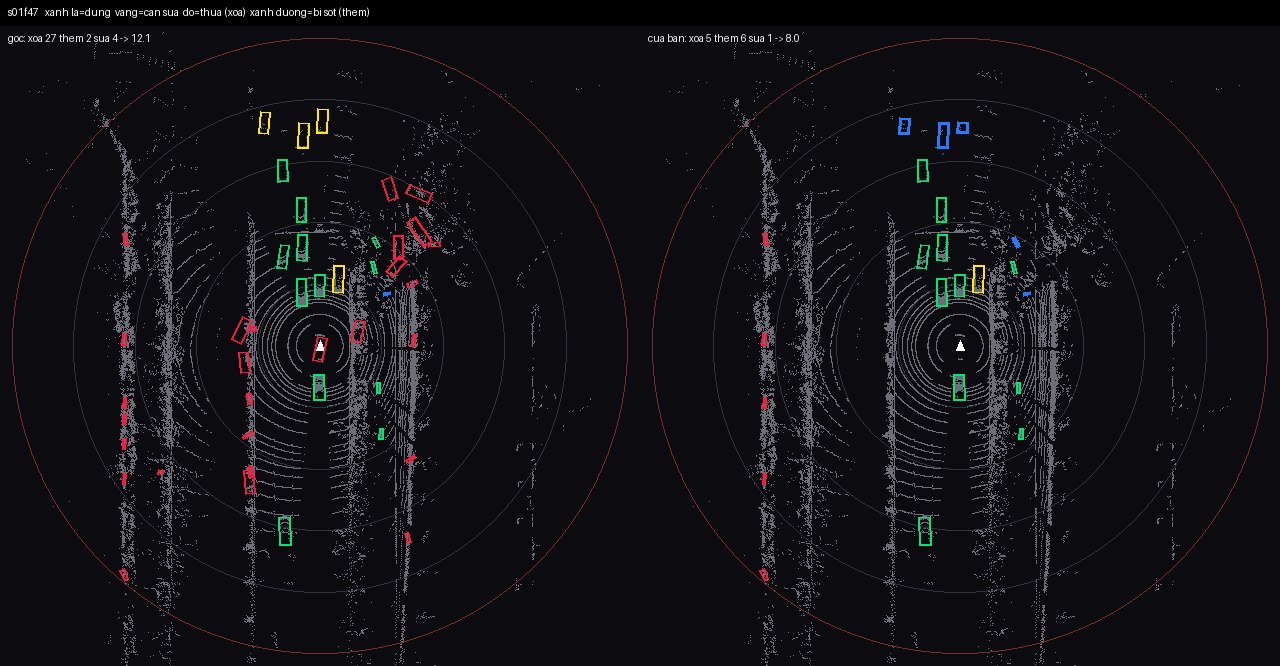 s01f47 xanh la=dung vang=can sua do=thua (xoa) xanh duong=bi sot (them)
goc: xoa 27 them 2 sua 4 -> 12.1
cua ban: xoa 5 them 6 sua 1 -> 8.0